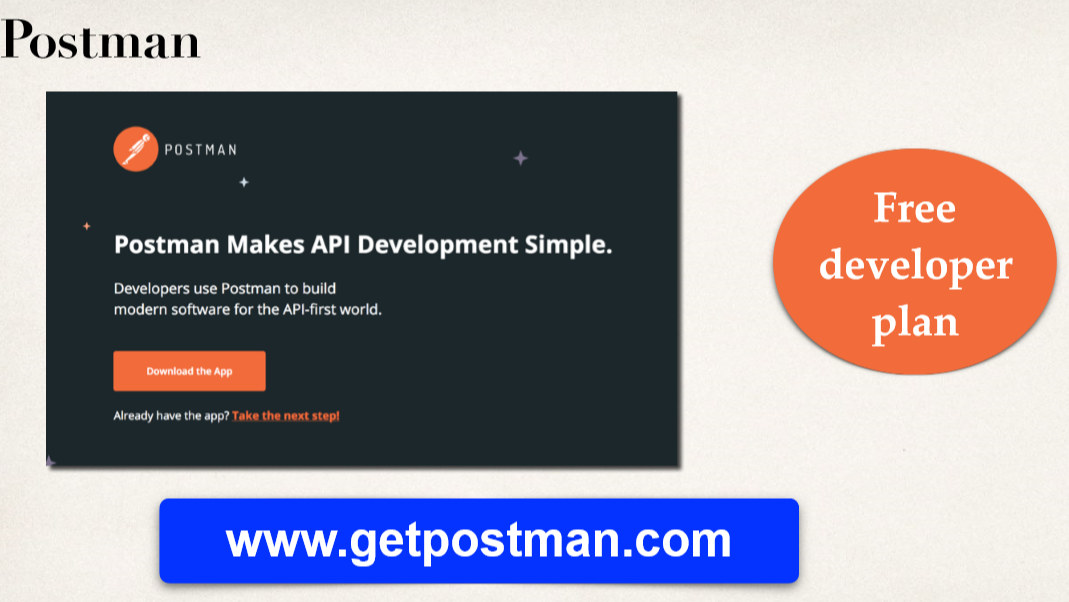 Postman
POSTMAN
Postman Makes API Development Simple.
Developers use Postman to build
modern software for the API-first world.
Download the App
Already have the app? Take the next step!
Free
developer
plan
www.getpostman.com